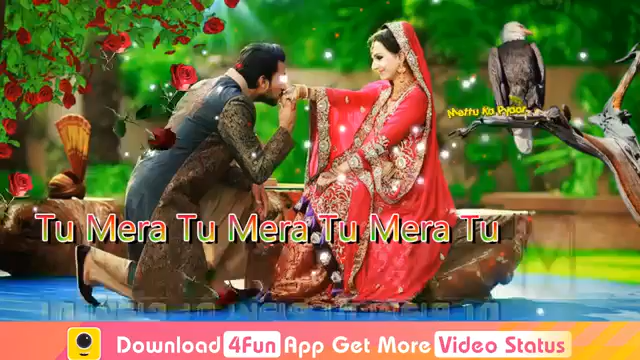 Mattu Ka Pyaar
Tu Mera Tu Mera Tu Mera Tu
Download 4Fun App Get More Video Status